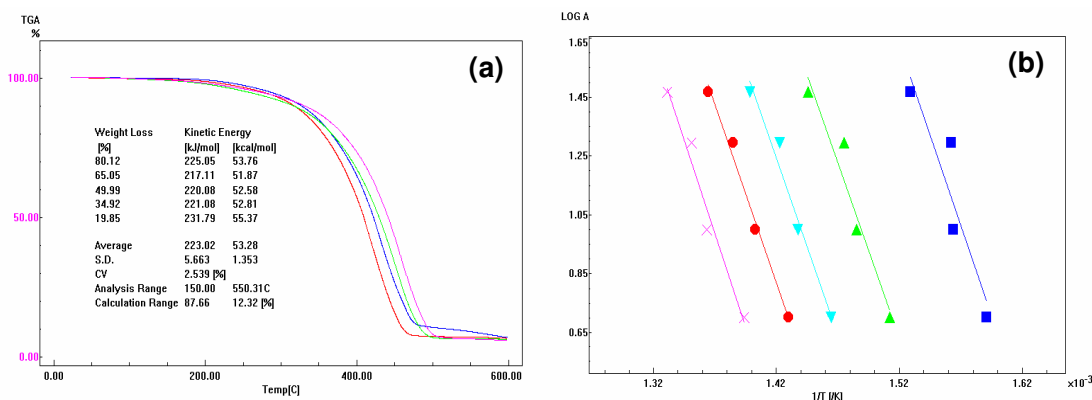 TGA
%
(a)
100.00
50.00
0.00
Weight Loss Kinetic Energy
[%] [kJ/mol] [kcal/mol]
80.12 225.05 53.76
65.05 217.11 51.87
49.99 220.08 52.58
34.92 221.08 52.81
19.85 231.79 55.37
Average 223.02 53.28
S.D. 5.663 1.353
CV 2.539 [%]
Analysis Range 150.00 550.31C
Calculation Range 87.66 12.32 [%]
0.00 200.00 400.00 600.00
Temp[C]
LOG A
(b)
1.65
1.45
1.25
1.05
0.85
0.65
1.32 1.42 1.52 1.62 ×10⁻³
1/T [/K]